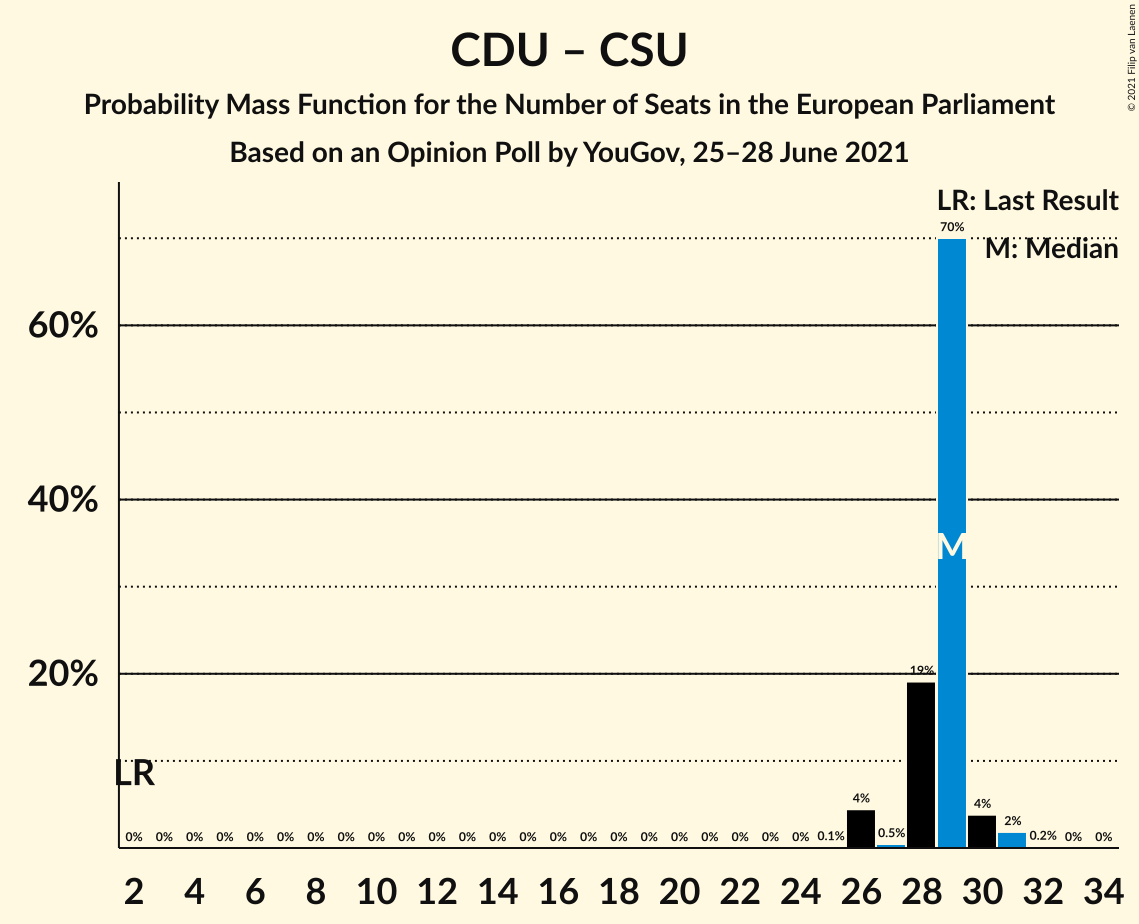 CDU – CSU
Probability Mass Function for the Number of Seats in the European Parliament
Based on an Opinion Poll by YouGov, 25–28 June 2021
© 2021 Filip van Laenen
LR: Last Result
M: Median
70%
60%
40%
M
20%
19%
LR
0% 0% 0% 0% 0% 0% 0% 0% 0% 0% 0% 0% 0% 0% 0% 0% 0% 0% 0% 0% 0% 0% 0% 0.1% 4% 0.5% 4% 2% 0.2% 0% 0%
2 4 6 8 10 12 14 16 18 20 22 24 26 28 30 32 34